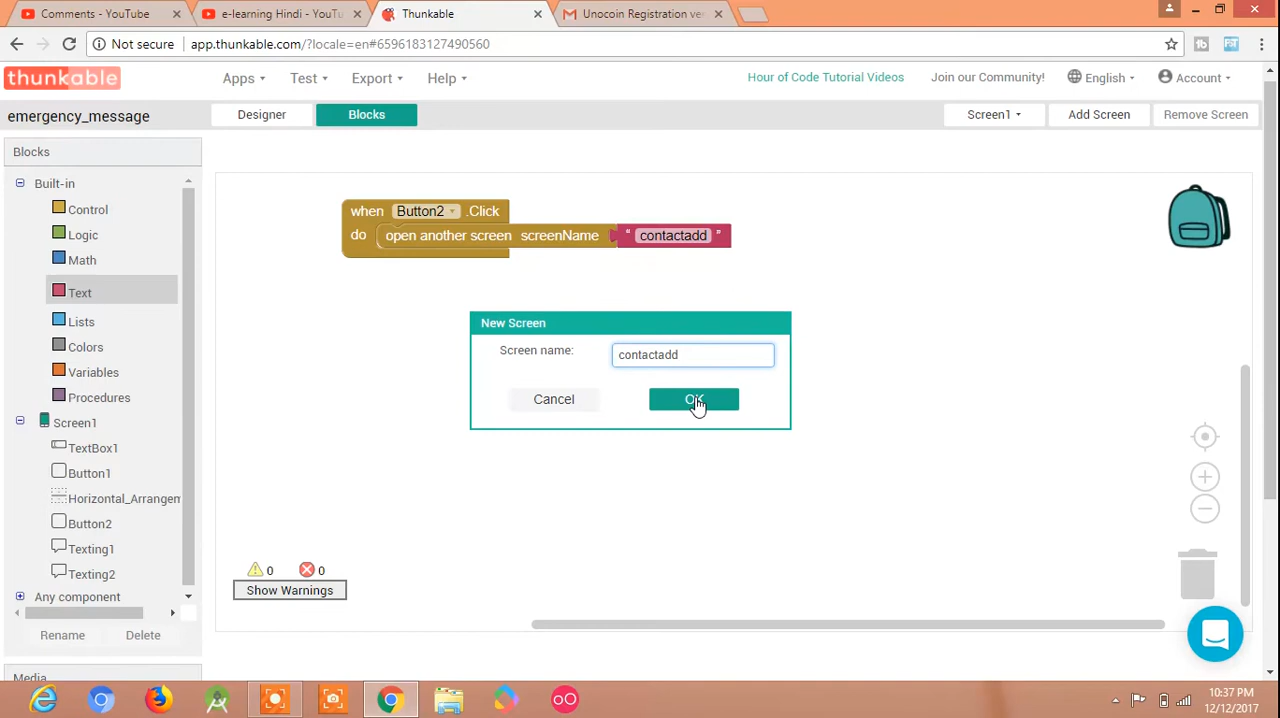 Comments - YouTube
e-learning Hindi - YouTu
Thunkable
Unocoin Registration ve
Not secure
app.thunkable.com/?locale=en#6596183127490560
thunkable
Apps
Test
Export
Help
Hour of Code Tutorial Videos
Join our Community!
English
Account
emergency_message
Designer
Blocks
Screen1
Add Screen
Remove Screen
Blocks
Built-in
Control
Logic
Math
Text
Lists
Colors
Variables
Procedures
Screen1
TextBox1
Button1
Horizontal_Arrangem
Button2
Texting1
Texting2
Any component
Rename
Delete
Media
when Button2 .Click
do open another screen screenName " contactadd "
New Screen
Screen name:
contactadd
Cancel
OK
0
0
Show Warnings
10:37 PM
12/12/2017